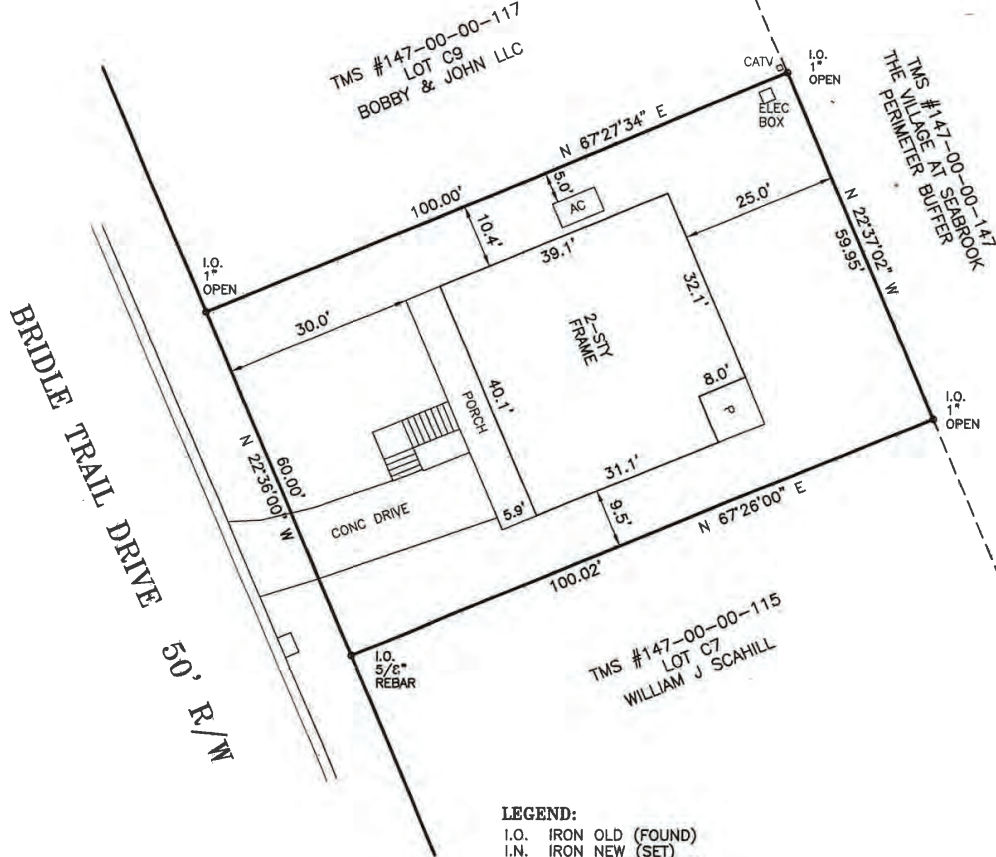 TMS #147-00-00-117
LOT C9
BOBBY & JOHN LLC
CATV
I.O.
1"
OPEN
ELEC
BOX
TMS #147-00-00-147
THE VILLAGE AT SEABROOK
PERIMETER BUFFER
N 67°27'34" E
100.00'
5.0'
AC
10.4'
39.1'
25.0'
N 22°37'02" W
59.95'
I.O.
1"
OPEN
30.0'
32.1'
2-STY
FRAME
8.0'
P
40.1'
PORCH
I.O.
1"
OPEN
BRIDLE TRAIL DRIVE 50' R/W
N 22°36'00" W
60.00'
CONC DRIVE
5.9'
31.1'
9.5'
N 67°26'00" E
100.02'
I.O.
5/8"
REBAR
TMS #147-00-00-115
LOT C7
WILLIAM J SCAHILL
LEGEND:
I.O. IRON OLD (FOUND)
I.N. IRON NEW (SET)